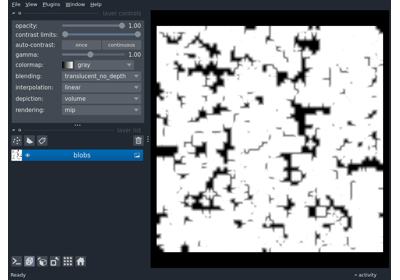 File View Plugins Window Help
layer controls
opacity: 1.00
contrast limits:
auto-contrast: once continuous
gamma: 1.00
colormap: gray
blending: translucent_no_depth
interpolation: linear
depiction: volume
rendering: mip
layer list
blobs
Ready activity